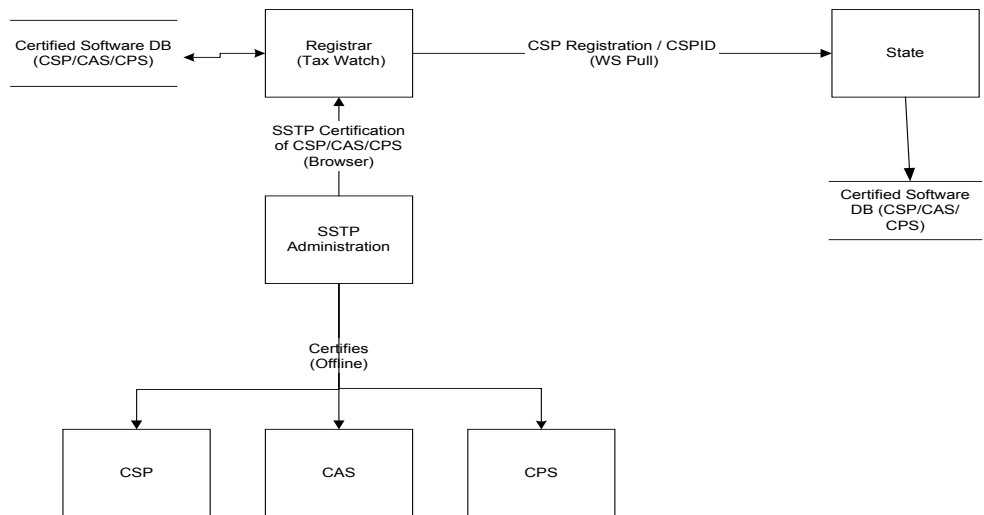 Certified Software DB
(CSP/CAS/CPS)
Registrar
(Tax Watch)
CSP Registration / CSPID
(WS Pull)
State
SSTP Certification
of CSP/CAS/CPS
(Browser)
Certified Software
DB (CSP/CAS/
CPS)
SSTP
Administration
Certifies
(Offline)
CSP
CAS
CPS